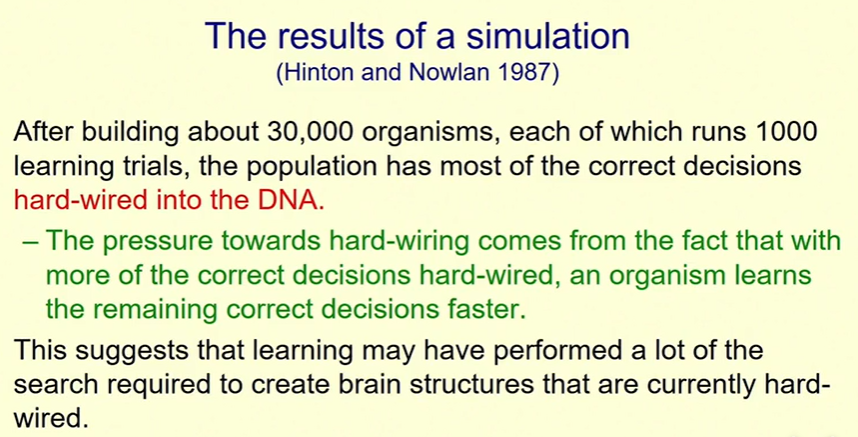 The results of a simulation
(Hinton and Nowlan 1987)
After building about 30,000 organisms, each of which runs 1000
learning trials, the population has most of the correct decisions
hard-wired into the DNA.
– The pressure towards hard-wiring comes from the fact that with
more of the correct decisions hard-wired, an organism learns
the remaining correct decisions faster.
This suggests that learning may have performed a lot of the
search required to create brain structures that are currently hard-
wired.